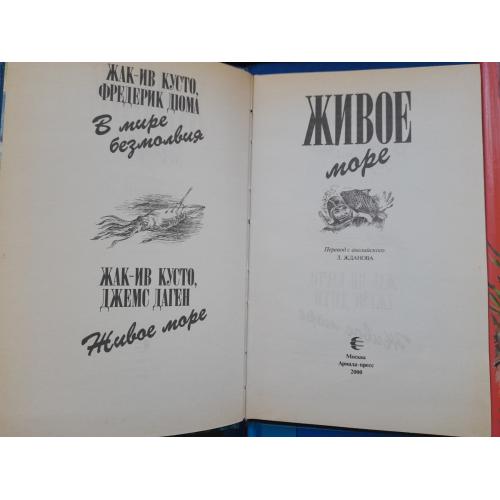 ЖАК-ИВ КУСТО,
ФРЕДЕРИК ДЮМА
В мире
безмолвия
ЖАК-ИВ КУСТО,
ДЖЕМС ДАГЕН
Живое море
ЖИВОЕ
море
Перевод с английского
Л. ЖДАНОВА
Москва
Армада-пресс
2000